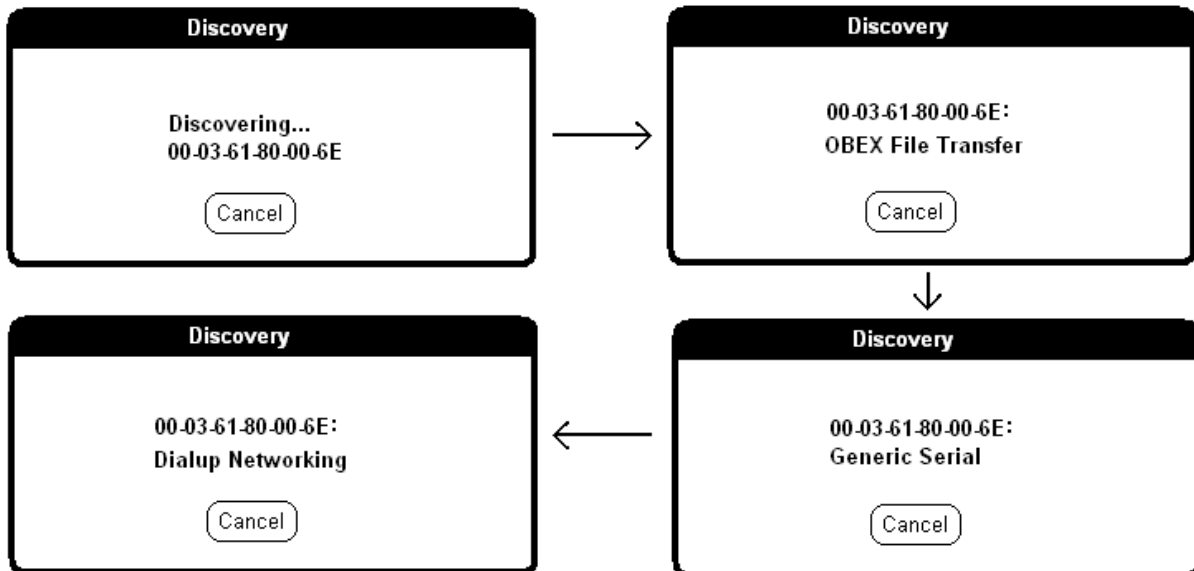 Discovery
Discovering...
00-03-61-80-00-6E
Cancel
Discovery
00-03-61-80-00-6E:
OBEX File Transfer
Cancel
Discovery
00-03-61-80-00-6E:
Generic Serial
Cancel
Discovery
00-03-61-80-00-6E:
Dialup Networking
Cancel